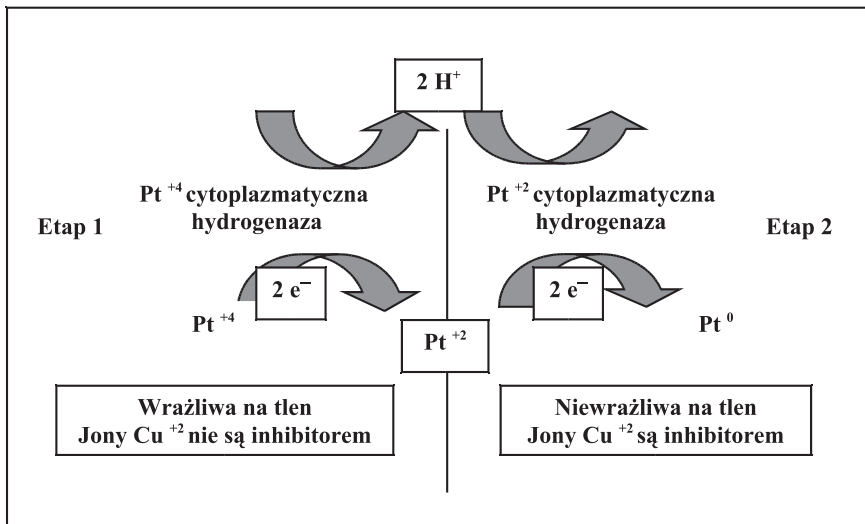 2 H⁺
Pt ⁺⁴ cytoplazmatyczna
hydrogenaza
Pt ⁺² cytoplazmatyczna
hydrogenaza
Etap 1
Etap 2
2 e⁻
2 e⁻
Pt ⁺⁴
Pt ⁺²
Pt ⁰
Wrażliwa na tlen
Jony Cu ⁺² nie są inhibitorem
Niewrażliwa na tlen
Jony Cu ⁺² są inhibitorem